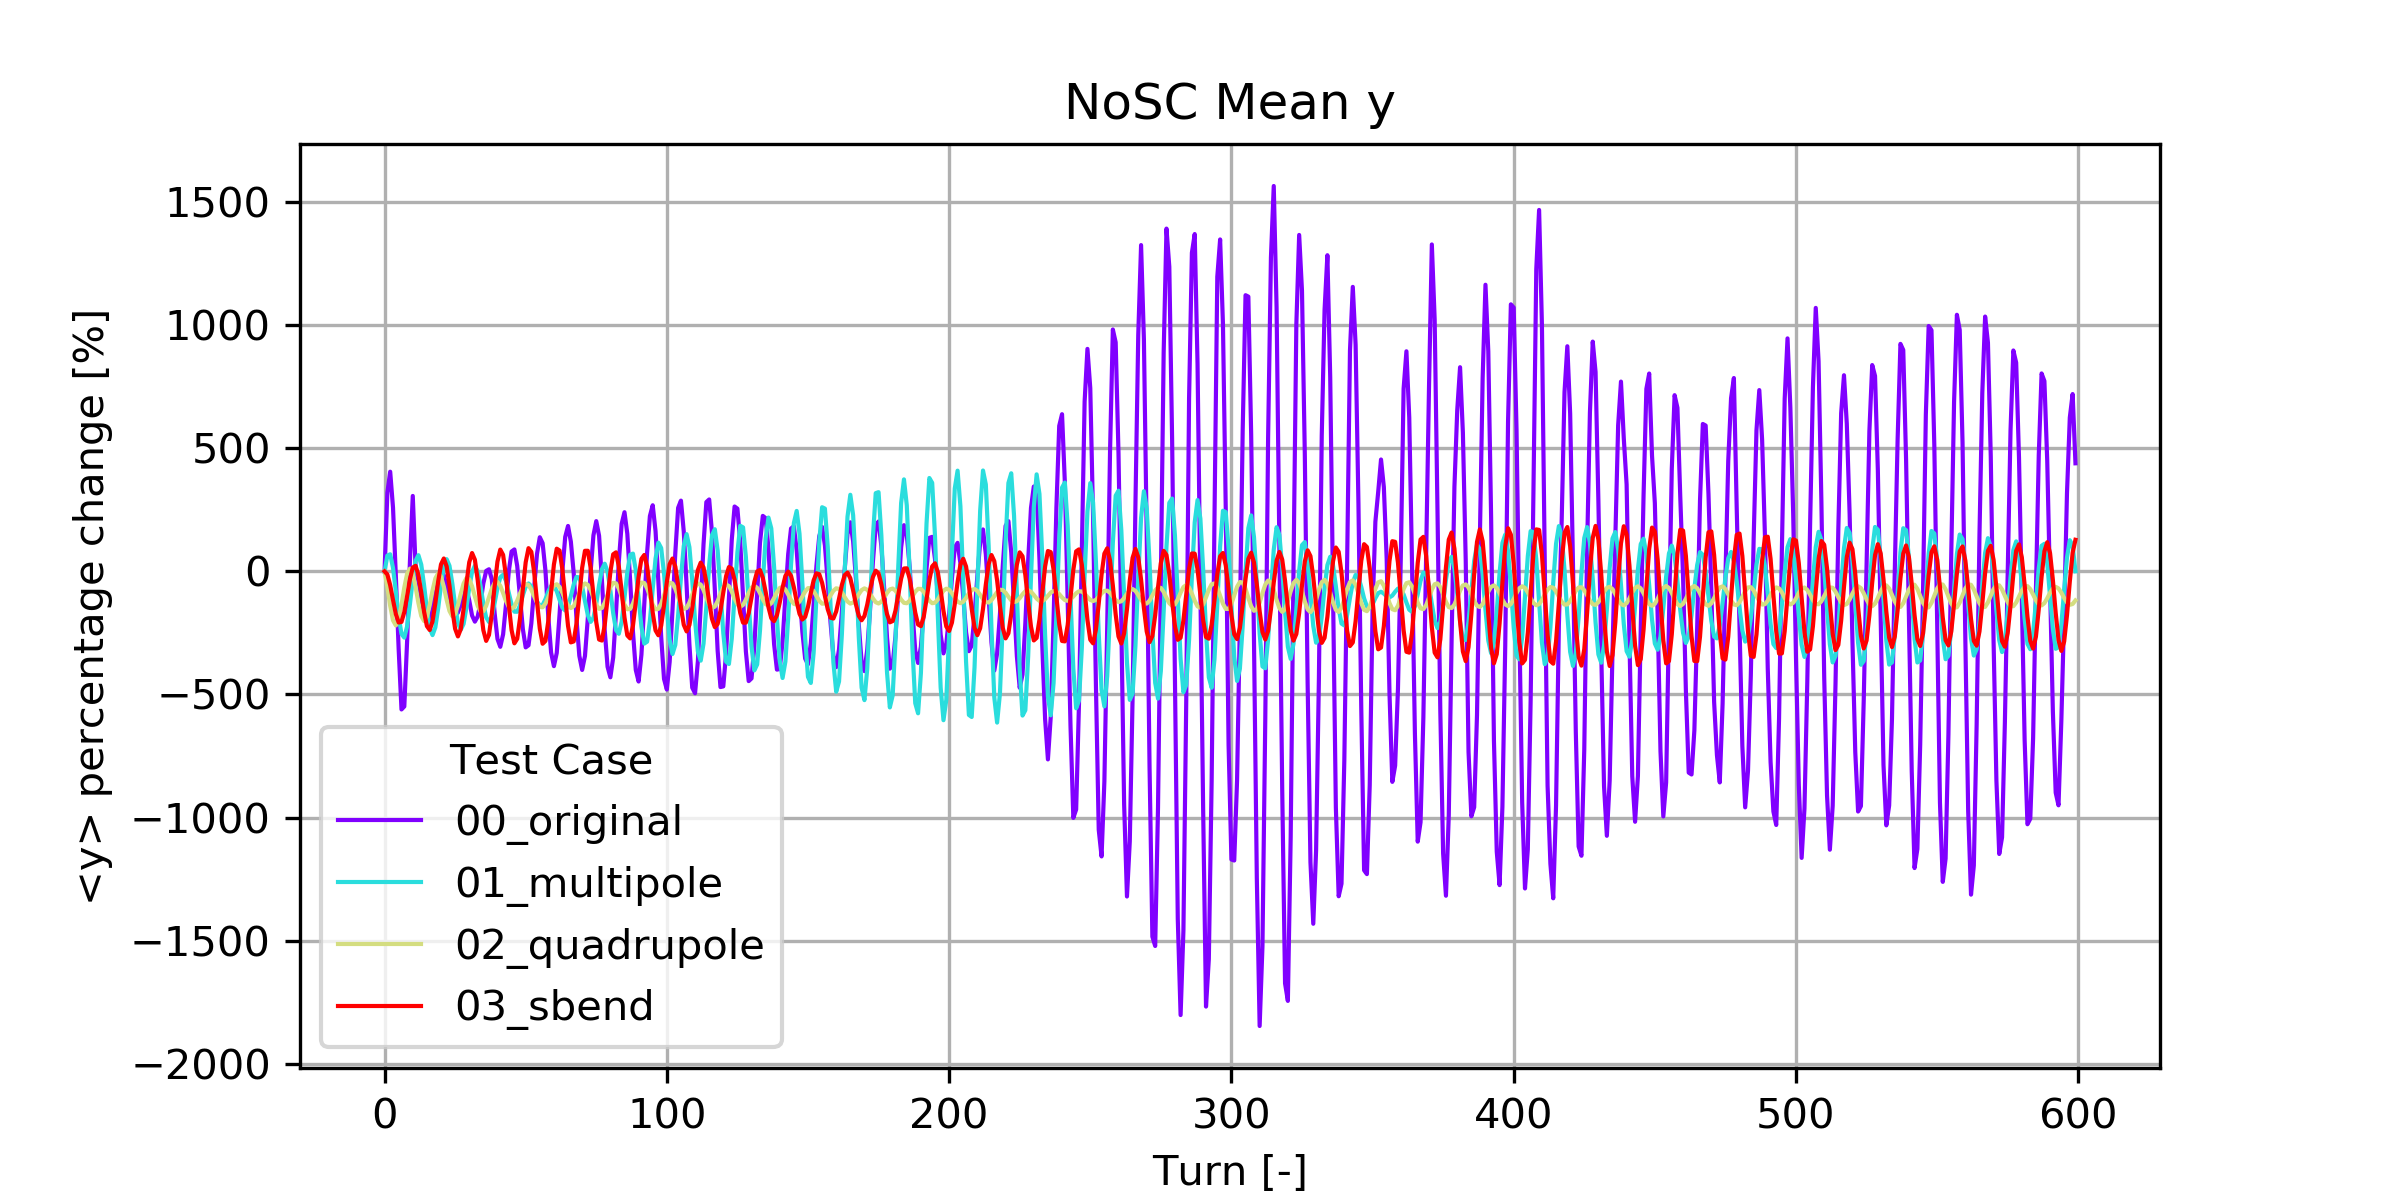 NoSC Mean y
<y> percentage change [%]
1500
1000
500
0
−500
−1000
−1500
−2000
Test Case
00_original
01_multipole
02_quadrupole
03_sbend
0 100 200 300 400 500 600
Turn [-]